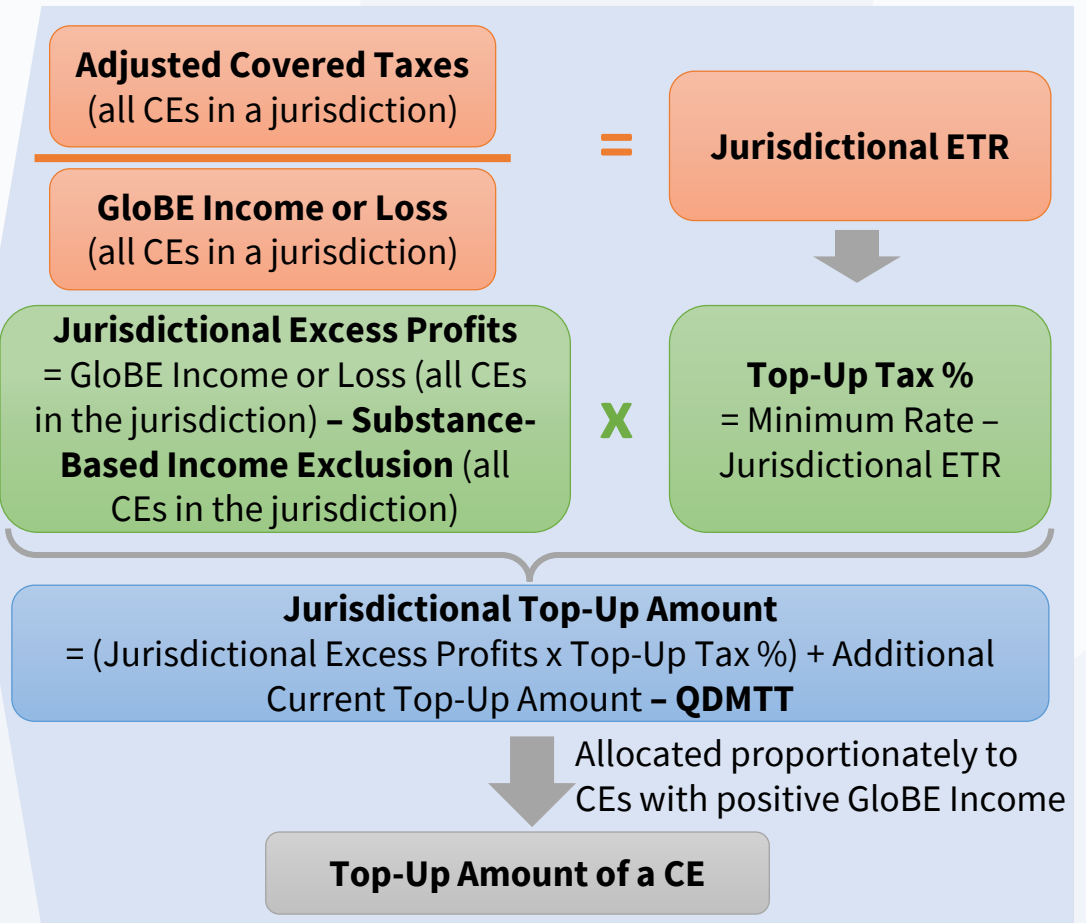 Adjusted Covered Taxes
(all CEs in a jurisdiction)
=
Jurisdictional ETR
GloBE Income or Loss
(all CEs in a jurisdiction)
Jurisdictional Excess Profits
= GloBE Income or Loss (all CEs
in the jurisdiction) – Substance-
Based Income Exclusion (all
CEs in the jurisdiction)
x
Top-Up Tax %
= Minimum Rate –
Jurisdictional ETR
Jurisdictional Top-Up Amount
= (Jurisdictional Excess Profits x Top-Up Tax %) + Additional
Current Top-Up Amount – QDMTT
Allocated proportionately to
CEs with positive GloBE Income
Top-Up Amount of a CE